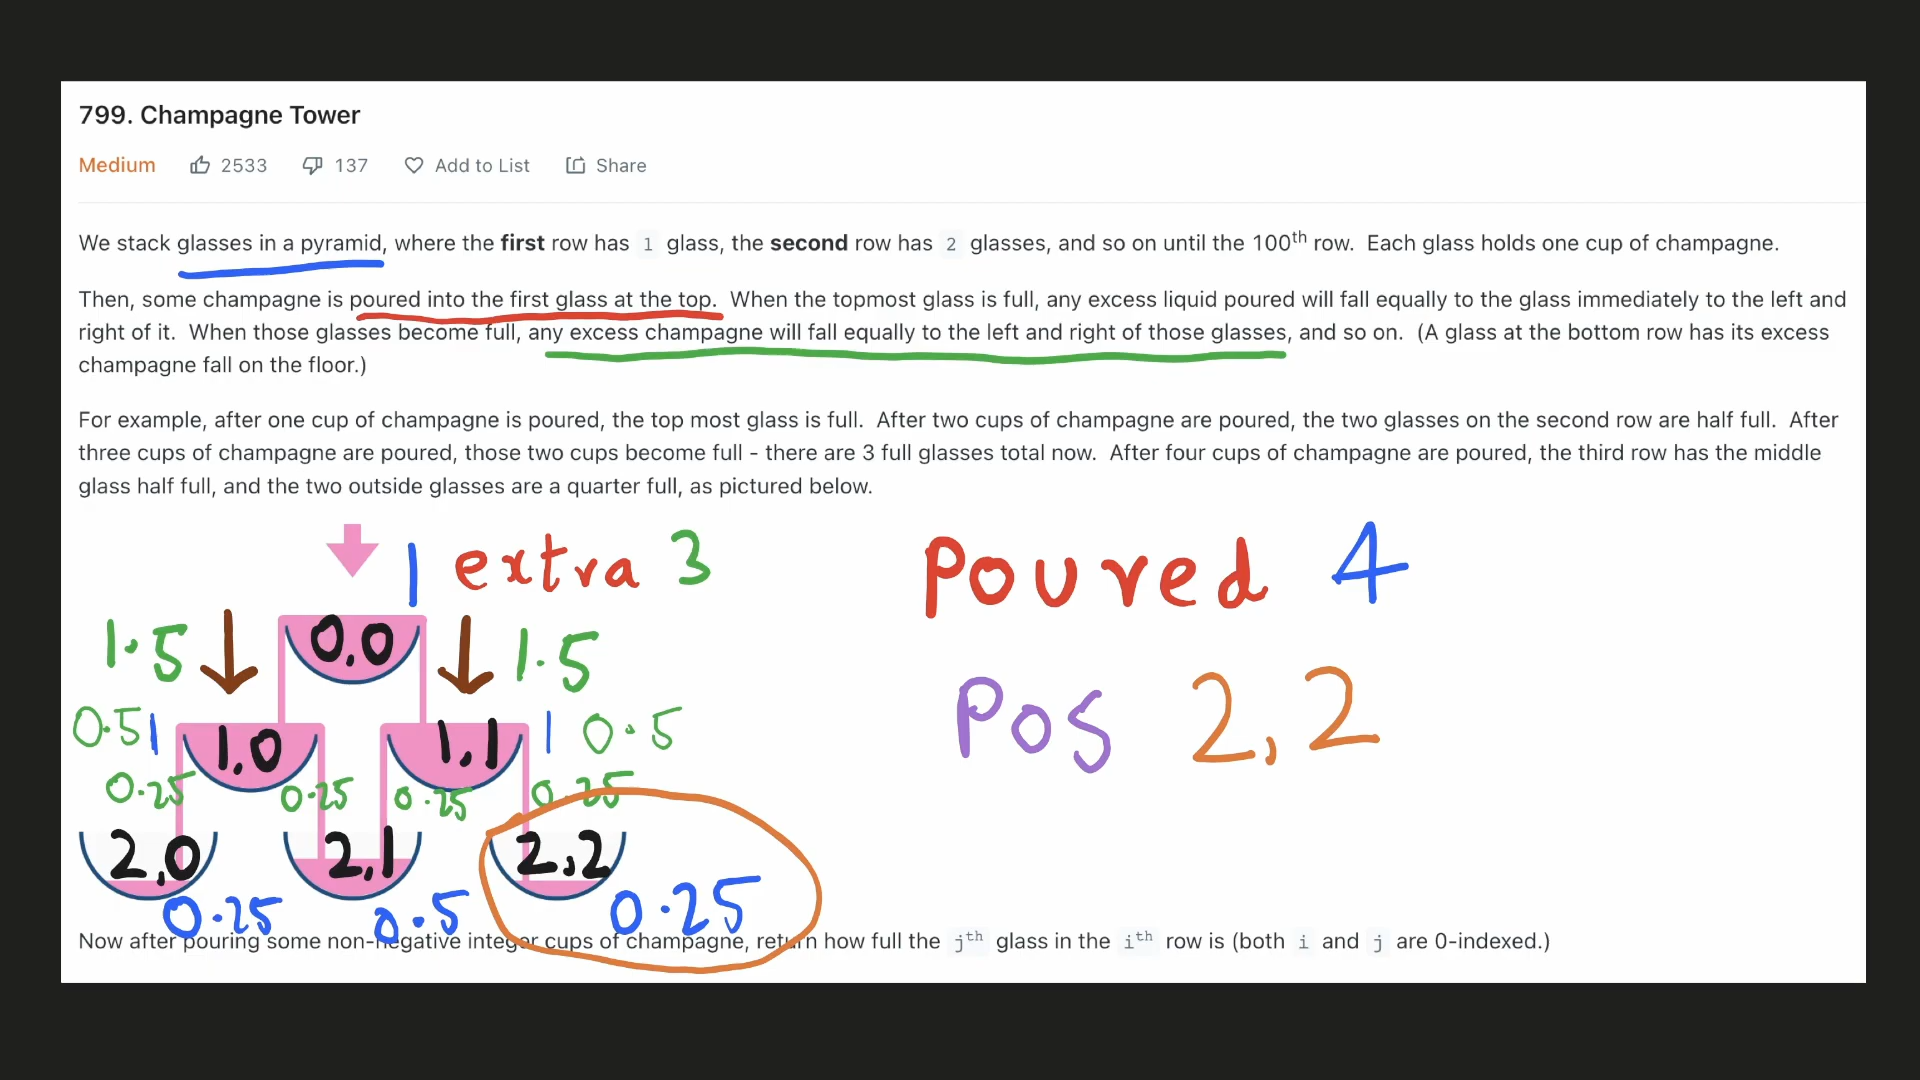 799. Champagne Tower
Medium 2533 137 Add to List Share
We stack glasses in a pyramid, where the first row has 1 glass, the second row has 2 glasses, and so on until the 100th row. Each glass holds one cup of champagne.
Then, some champagne is poured into the first glass at the top. When the topmost glass is full, any excess liquid poured will fall equally to the glass immediately to the left and
right of it. When those glasses become full, any excess champagne will fall equally to the left and right of those glasses, and so on. (A glass at the bottom row has its excess
champagne fall on the floor.)
For example, after one cup of champagne is poured, the top most glass is full. After two cups of champagne are poured, the two glasses on the second row are half full. After
three cups of champagne are poured, those two cups become full - there are 3 full glasses total now. After four cups of champagne are poured, the third row has the middle
glass half full, and the two outside glasses are a quarter full, as pictured below.
1 extra 3
Poured 4
0,0
1.5 1.5
Pos 2,2
0.5 1 1,0 1,1 1 0.5
0.25 0.25 0.25 0.25
2,0 2,1 2,2
0.25 0.5 0.25
Now after pouring some non-negative integer cups of champagne, return how full the jth glass in the ith row is (both i and j are 0-indexed.)